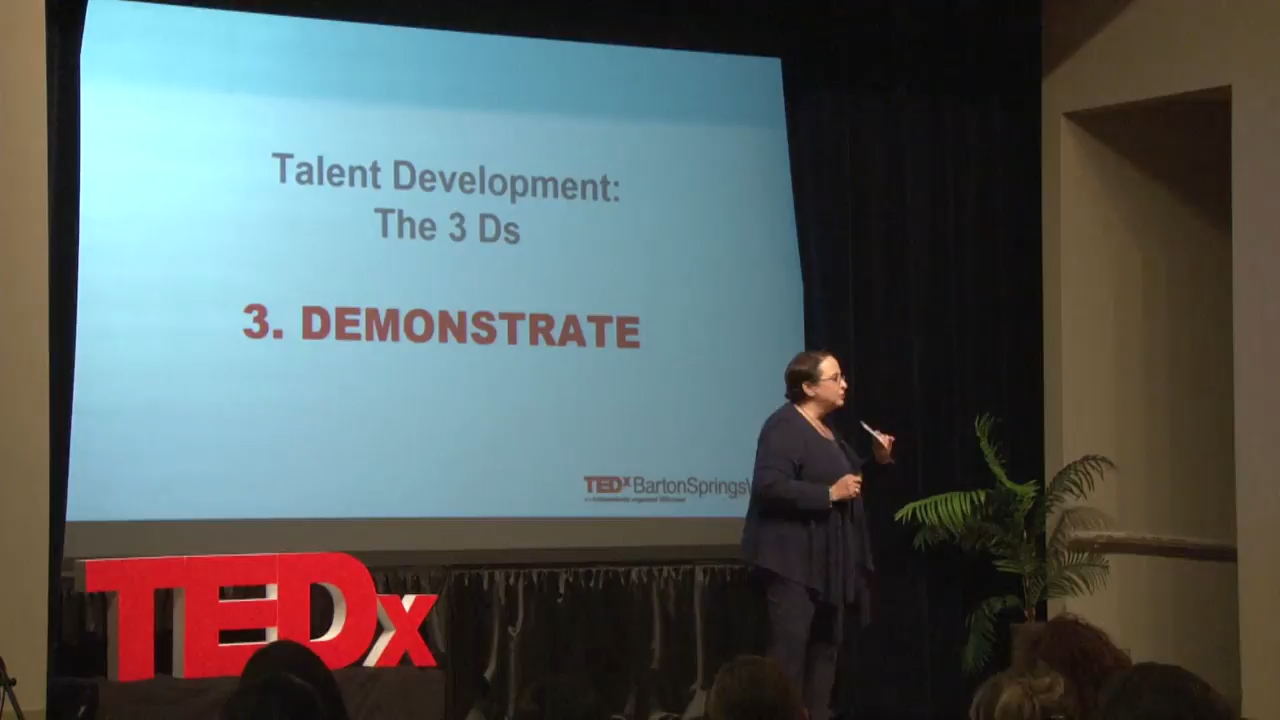 Talent Development:
The 3 Ds
3. DEMONSTRATE
TEDxBartonSprings
TEDx